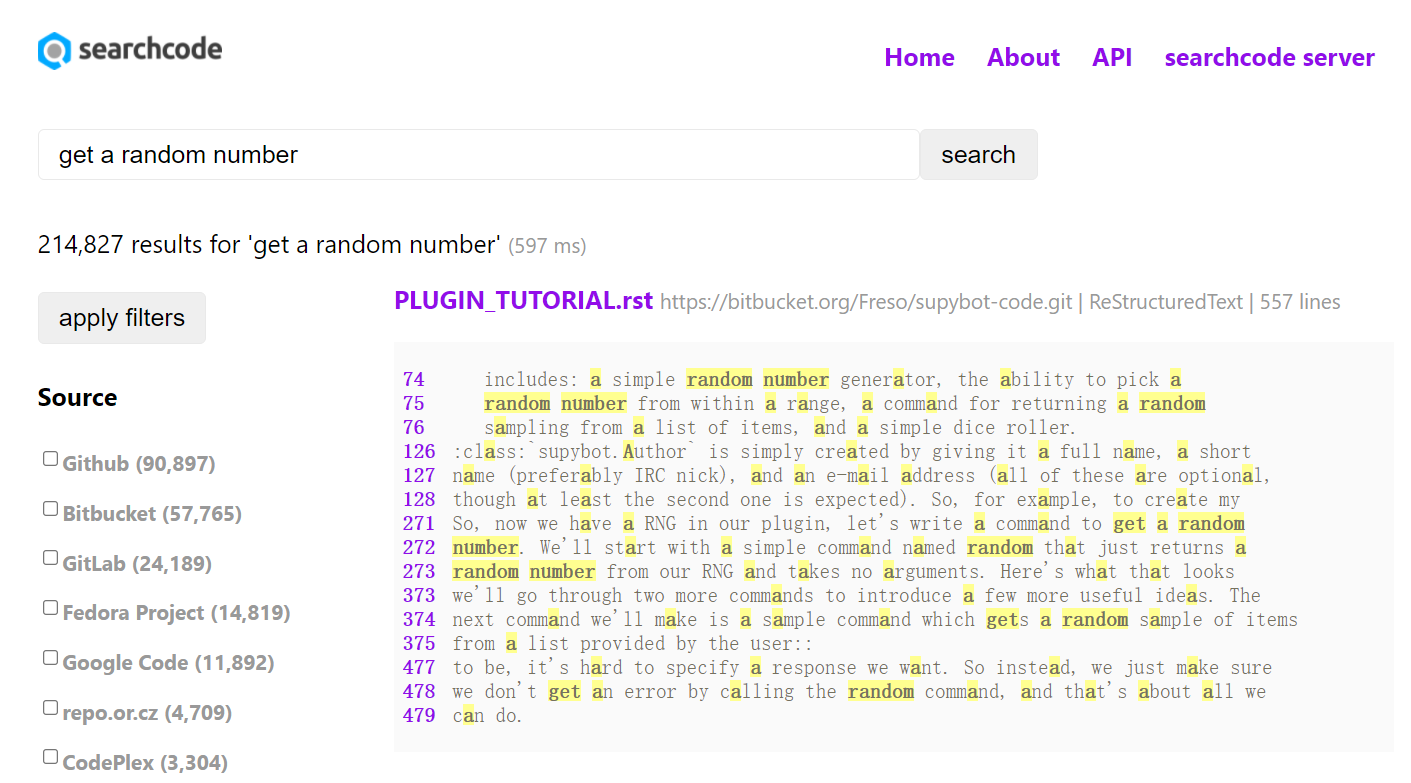 searchcode
Home About API searchcode server
get a random number search
214,827 results for 'get a random number' (597 ms)
apply filters
PLUGIN_TUTORIAL.rst https://bitbucket.org/Freso/supybot-code.git | ReStructuredText | 557 lines
Source
Github (90,897)
Bitbucket (57,765)
GitLab (24,189)
Fedora Project (14,819)
Google Code (11,892)
repo.or.cz (4,709)
CodePlex (3,304)
74 includes: a simple random number generator, the ability to pick a
75 random number from within a range, a command for returning a random
76 sampling from a list of items, and a simple dice roller.
126 :class:`supybot.Author` is simply created by giving it a full name, a short
127 name (preferably IRC nick), and an e-mail address (all of these are optional,
128 though at least the second one is expected). So, for example, to create my
271 So, now we have a RNG in our plugin, let's write a command to get a random
272 number. We'll start with a simple command named random that just returns a
273 random number from our RNG and takes no arguments. Here's what that looks
373 we'll go through two more commands to introduce a few more useful ideas. The
374 next command we'll make is a sample command which gets a random sample of items
375 from a list provided by the user::
477 to be, it's hard to specify a response we want. So instead, we just make sure
478 we don't get an error by calling the random command, and that's about all we
479 can do.